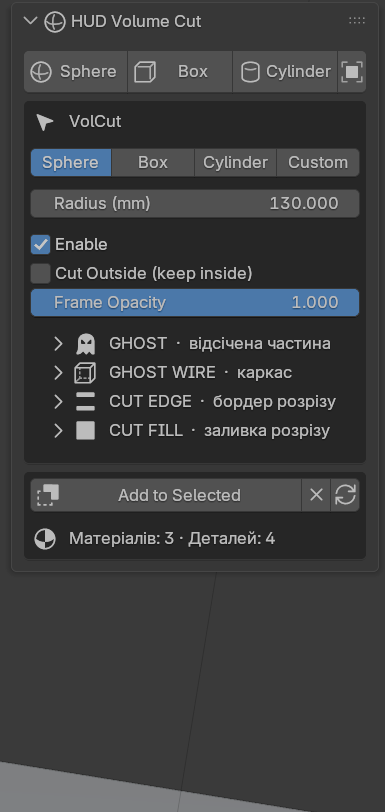 HUD Volume Cut
Sphere Box Cylinder
VolCut
Sphere Box Cylinder Custom
Radius (mm) 130.000
Enable
Cut Outside (keep inside)
Frame Opacity 1.000
GHOST · відсічена частина
GHOST WIRE · каркас
CUT EDGE · бордер розрізу
CUT FILL · заливка розрізу
Add to Selected
Матеріалів: 3 · Деталей: 4